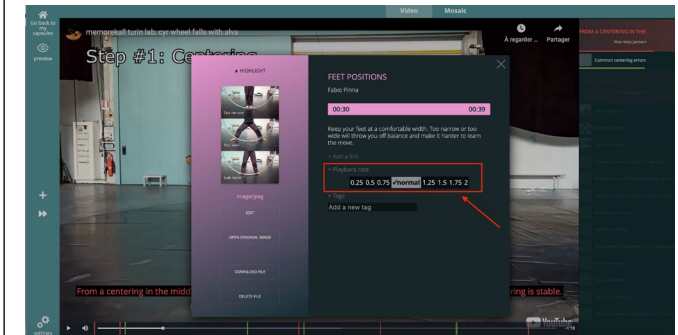 Video
Mosaic
Go back to
my
capsules
preview
settings
memorekall turin lab, cyr wheel falls with alva
Step #1: Centering
À regarder ...
Partager
FROM A CENTERING IN THE...
Common centering errors
★ HIGHLIGHT
Too narrow
Too wide
image/jpeg
EDIT
OPEN ORIGINAL IMAGE
DOWNLOAD FILE
DELETE FILE
FEET POSITIONS
Fabio Pinna
00:30
00:39
Keep your feet at a comfortable width. Too narrow or too
wide will throw you off balance and make it harder to learn
the move.
+ Add a link
+ Playback rate
0.25 0.5 0.75 ✓normal 1.25 1.5 1.75 2
+ Tags
Add a new tag
From a centering in the midd
ring is stable.
YouTube